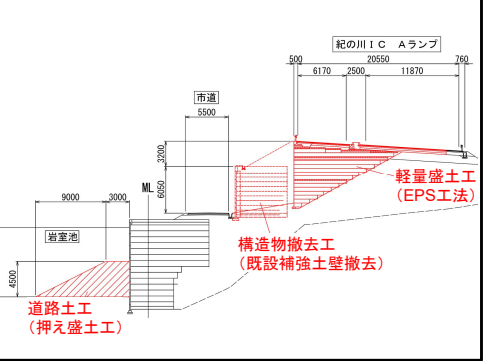 紀の川IC Aランプ
500 20550 760
6170 2500 11870
市道
5500
3200
6050
ML
9000 3000
岩室池
4500
軽量盛土工
（EPS工法）
構造物撤去工
（既設補強土壁撤去）
道路土工
（押え盛土工）